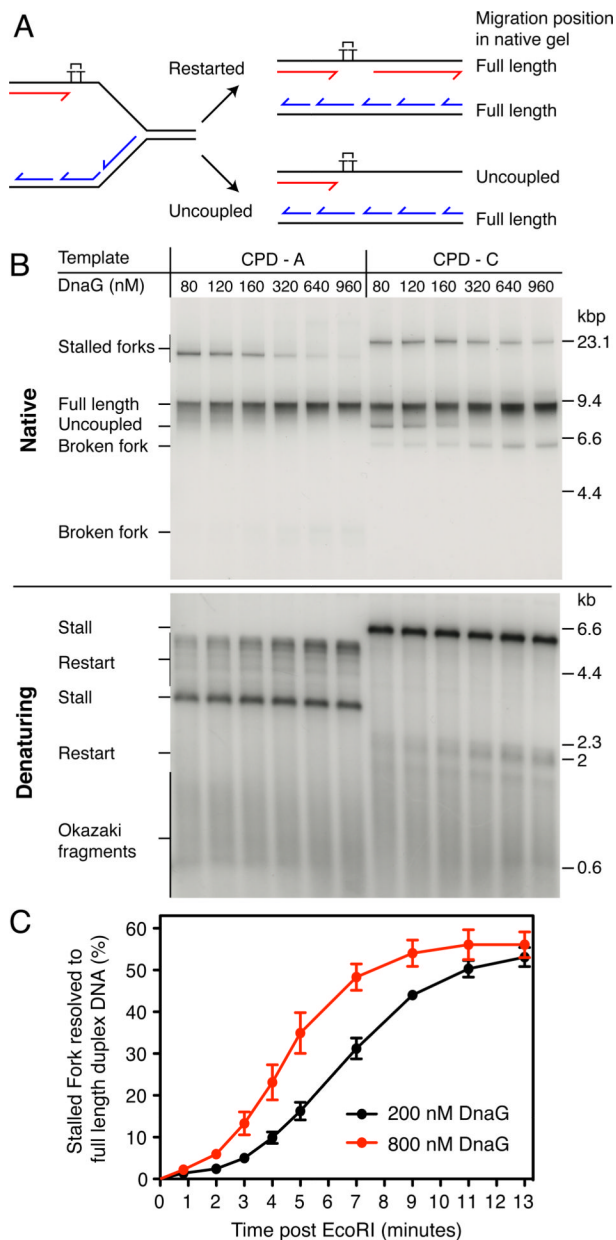 A
Migration position
in native gel
Restarted
Full length
Full length
Uncoupled
Uncoupled
Full length
B
Template CPD - A CPD - C
DnaG (nM) 80 120 160 320 640 960 80 120 160 320 640 960
kbp
Native
Stalled forks
Full length
Uncoupled
Broken fork
Broken fork
23.1
9.4
6.6
4.4
kb
Denaturing
Stall
Restart
Stall
Restart
Okazaki
fragments
6.6
4.4
2.3
2
0.6
C
Stalled Fork resolved to
full length duplex DNA (%)
60
50
40
30
20
10
0
200 nM DnaG
800 nM DnaG
0 1 2 3 4 5 6 7 8 9 10 11 12 13
Time post EcoRI (minutes)